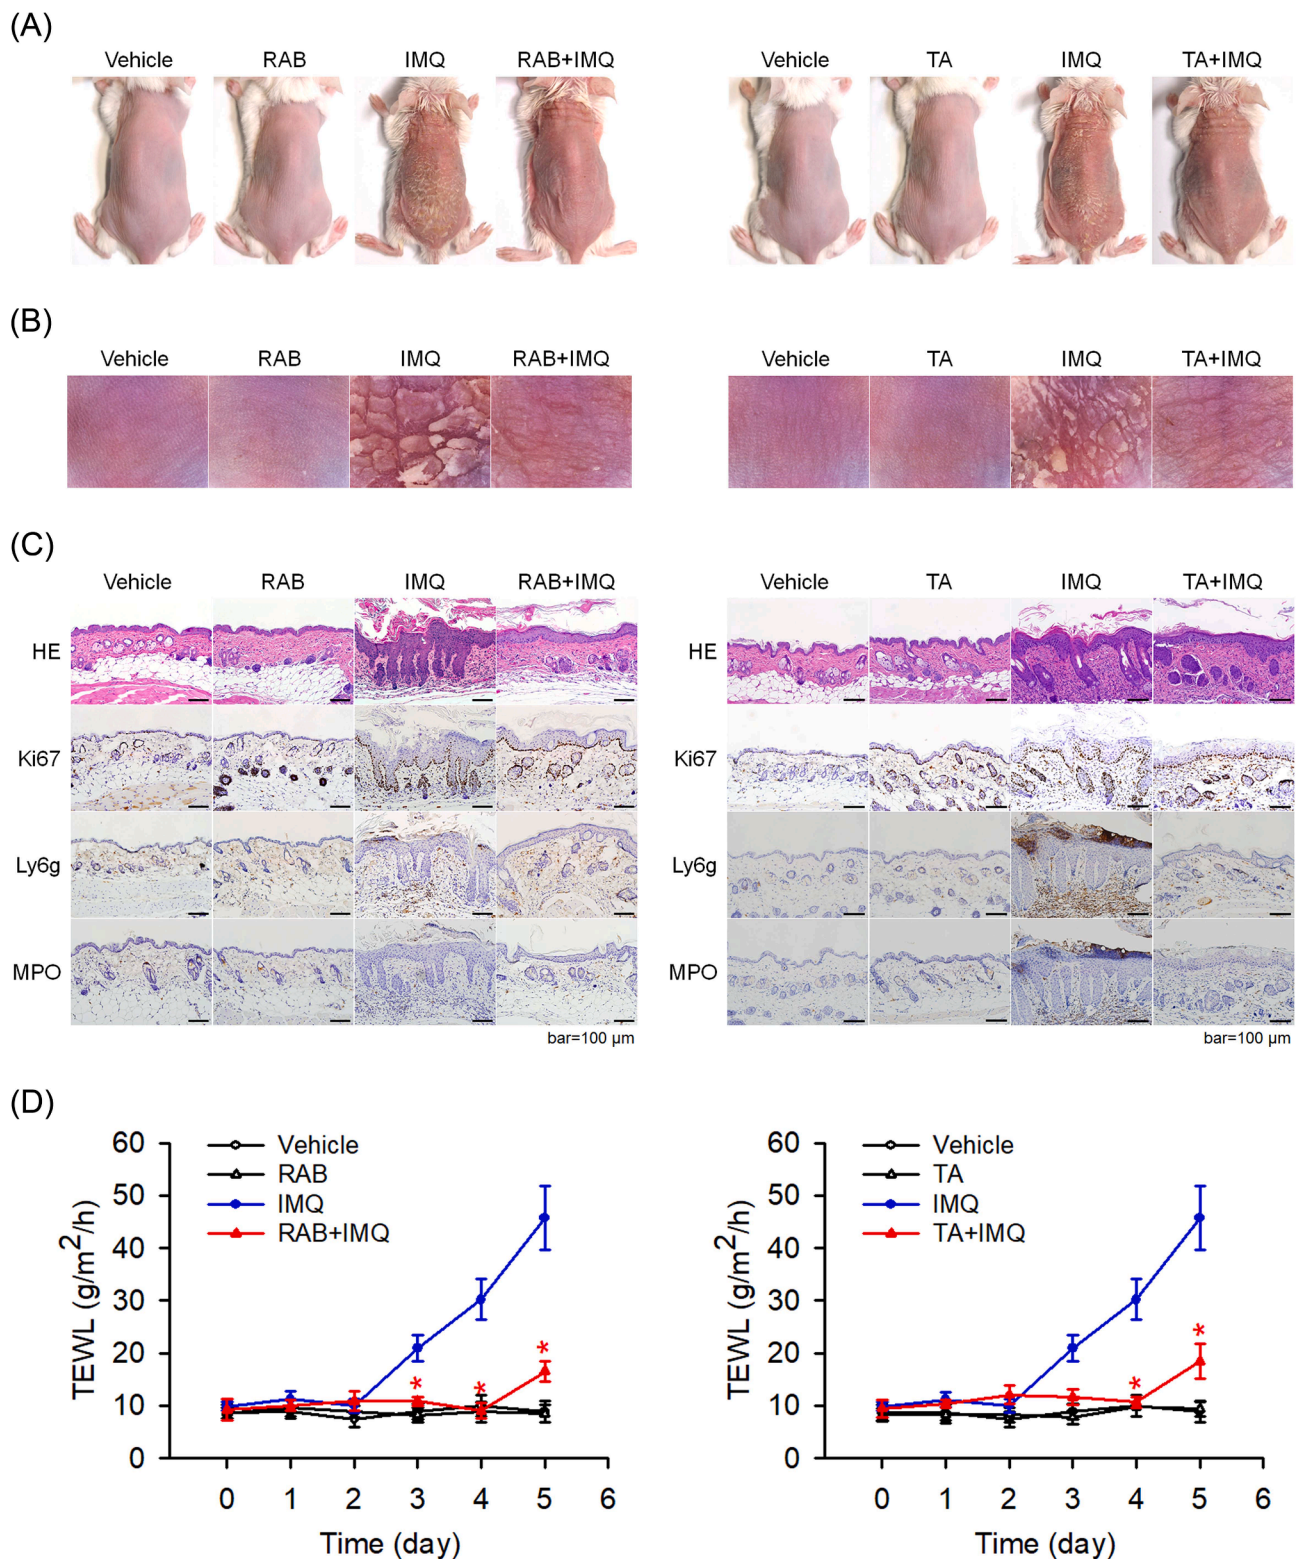 (A)
Vehicle RAB IMQ RAB+IMQ Vehicle TA IMQ TA+IMQ
(B)
Vehicle RAB IMQ RAB+IMQ Vehicle TA IMQ TA+IMQ
(C)
Vehicle RAB IMQ RAB+IMQ Vehicle TA IMQ TA+IMQ
HE HE
Ki67 Ki67
Ly6g Ly6g
MPO MPO
bar=100 µm bar=100 µm
(D)
TEWL (g/m²/h)
60
50
40
30
20
10
0
Vehicle
RAB
IMQ
RAB+IMQ
* * *
0 1 2 3 4 5 6
Time (day)
TEWL (g/m²/h)
60
50
40
30
20
10
0
Vehicle
TA
IMQ
TA+IMQ
* *
0 1 2 3 4 5 6
Time (day)